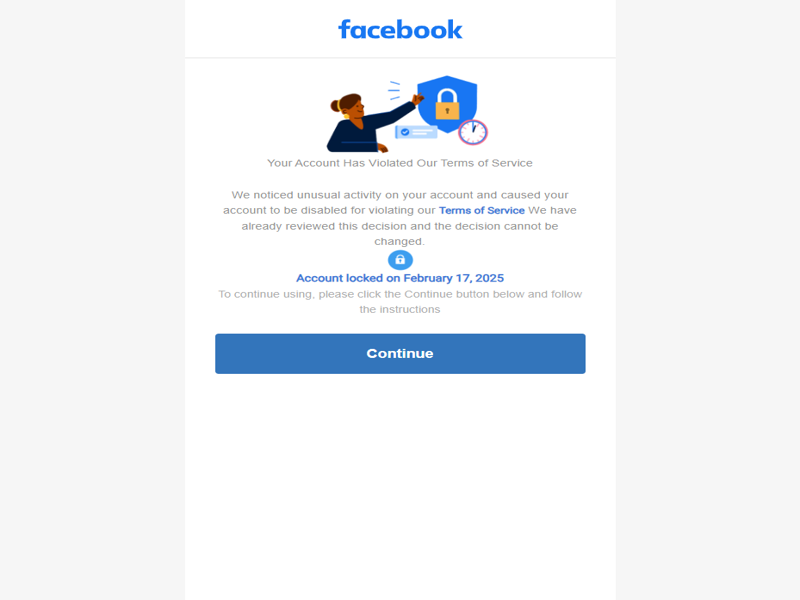 facebook
Your Account Has Violated Our Terms of Service
We noticed unusual activity on your account and caused your
account to be disabled for violating our Terms of Service We have
already reviewed this decision and the decision cannot be
changed.
Account locked on February 17, 2025
To continue using, please click the Continue button below and follow
the instructions
Continue